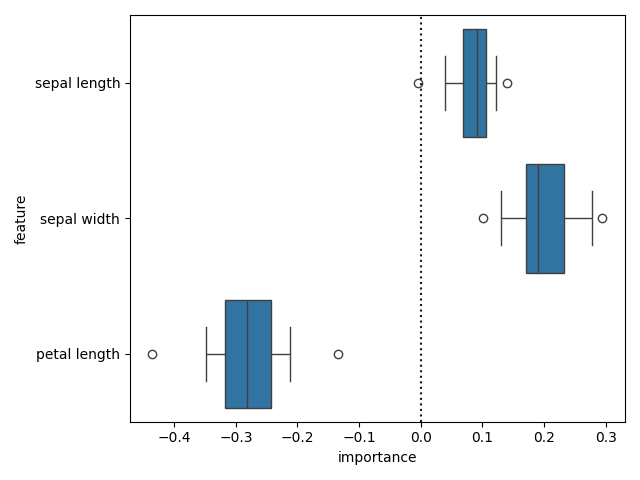 sepal length
sepal width
petal length
feature
−0.4 −0.3 −0.2 −0.1 0.0 0.1 0.2 0.3
importance